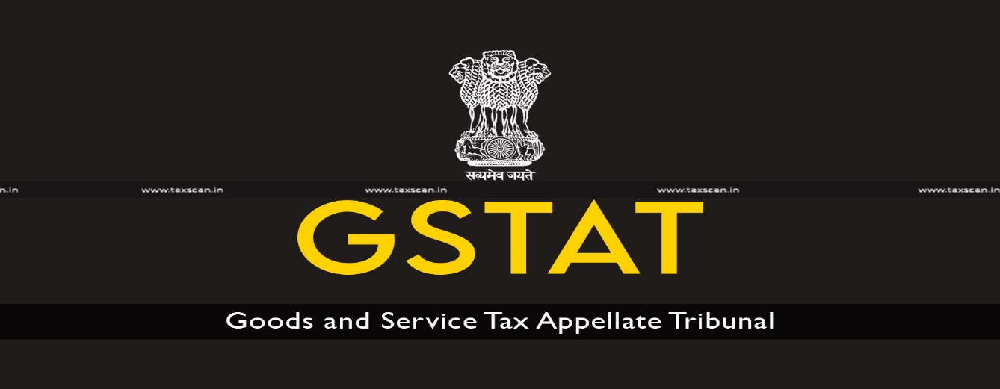 सत्यमेव जयते
n.in www.taxscan.in www.taxscan.in www.taxscan.in www.taxscan.in
GSTAT
Goods and Service Tax Appellate Tribunal